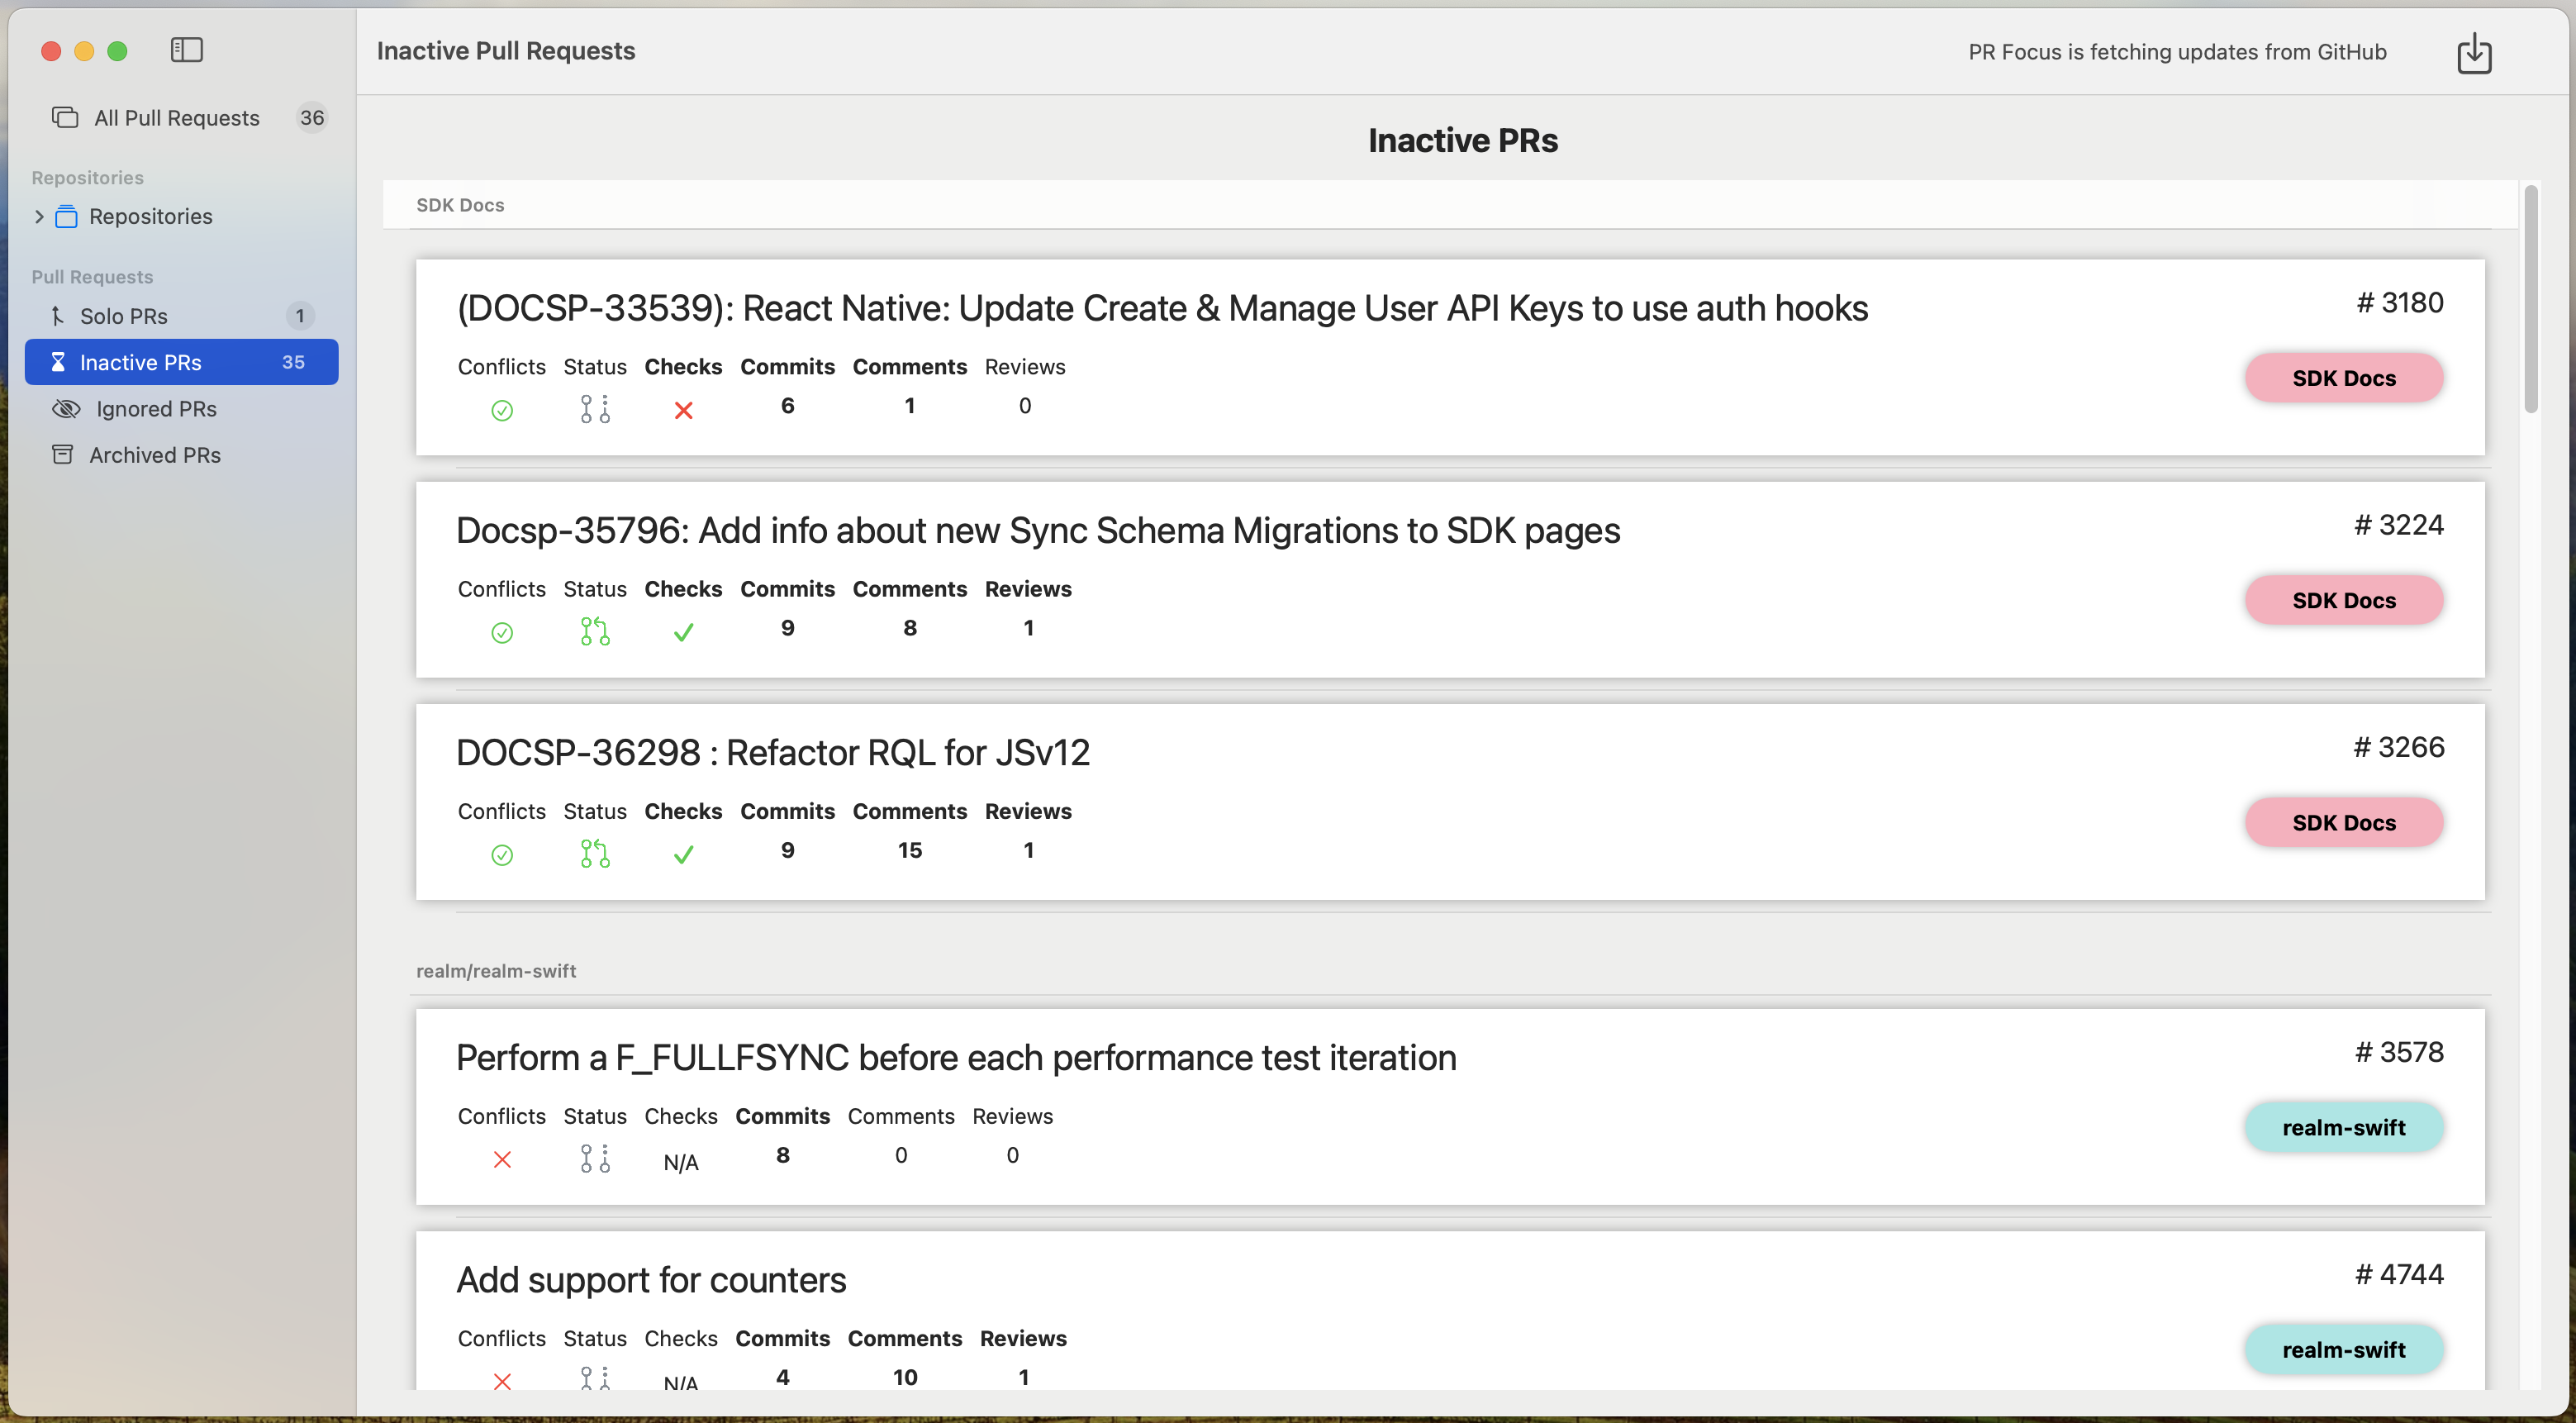 Inactive Pull Requests
PR Focus is fetching updates from GitHub
All Pull Requests 36
Repositories
Repositories
Pull Requests
Solo PRs 1
Inactive PRs 35
Ignored PRs
Archived PRs
Inactive PRs
SDK Docs
(DOCSP-33539): React Native: Update Create & Manage User API Keys to use auth hooks
# 3180
Conflicts Status Checks Commits Comments Reviews
6 1 0
SDK Docs
Docsp-35796: Add info about new Sync Schema Migrations to SDK pages
# 3224
Conflicts Status Checks Commits Comments Reviews
9 8 1
SDK Docs
DOCSP-36298 : Refactor RQL for JSv12
# 3266
Conflicts Status Checks Commits Comments Reviews
9 15 1
SDK Docs
realm/realm-swift
Perform a F_FULLFSYNC before each performance test iteration
# 3578
Conflicts Status Checks Commits Comments Reviews
N/A 8 0 0
realm-swift
Add support for counters
# 4744
Conflicts Status Checks Commits Comments Reviews
N/A 4 10 1
realm-swift